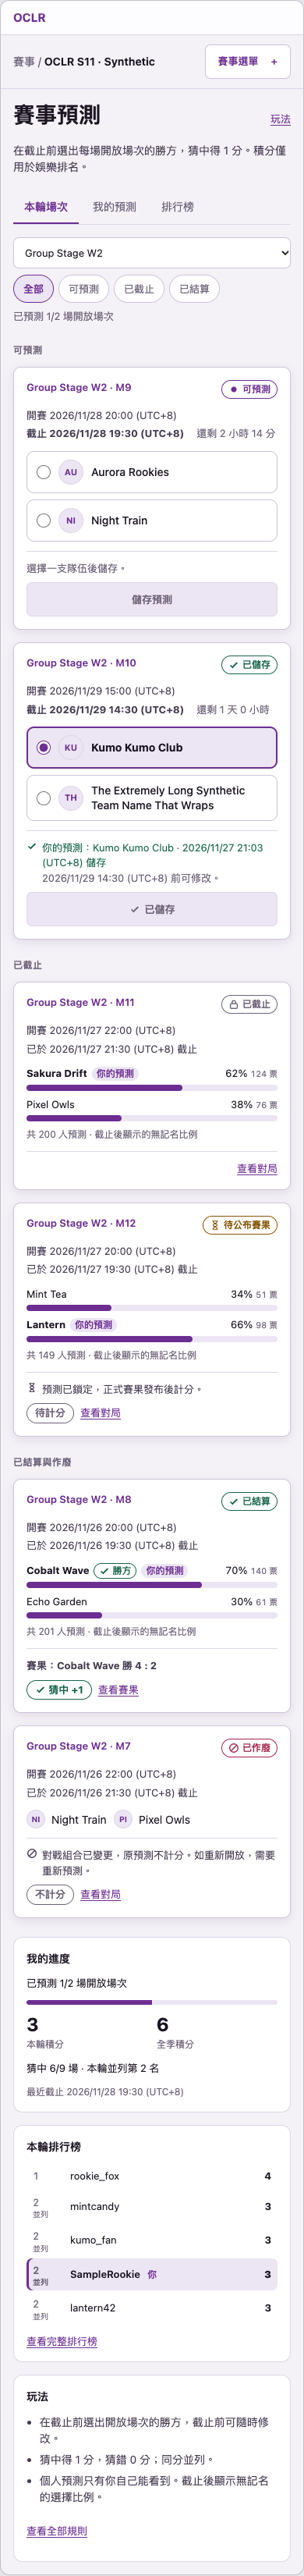 OCLR
賽事 / OCLR S11 · Synthetic
賽事選單 +
賽事預測
玩法
在截止前選出每場開放場次的勝方，猜中得 1 分。積分僅
用於娛樂排名。
本輪場次 我的預測 排行榜
Group Stage W2
全部 可預測 已截止 已結算
已預測 1/2 場開放場次
可預測
Group Stage W2 · M9
可預測
開賽 2026/11/28 20:00 (UTC+8)
截止 2026/11/28 19:30 (UTC+8) 還剩 2 小時 14 分
AU Aurora Rookies
NI Night Train
選擇一支隊伍後儲存。
儲存預測
Group Stage W2 · M10
已儲存
開賽 2026/11/29 15:00 (UTC+8)
截止 2026/11/29 14:30 (UTC+8) 還剩 1 天 0 小時
KU Kumo Kumo Club
TH The Extremely Long Synthetic
Team Name That Wraps
你的預測：Kumo Kumo Club · 2026/11/27 21:03
(UTC+8) 儲存
2026/11/29 14:30 (UTC+8) 前可修改。
已儲存
已截止
Group Stage W2 · M11
已截止
開賽 2026/11/27 22:00 (UTC+8)
已於 2026/11/27 21:30 (UTC+8) 截止
Sakura Drift 你的預測 62% 124 票
Pixel Owls 38% 76 票
共 200 人預測 · 截止後顯示的無記名比例
查看對局
Group Stage W2 · M12
待公布賽果
開賽 2026/11/27 20:00 (UTC+8)
已於 2026/11/27 19:30 (UTC+8) 截止
Mint Tea 34% 51 票
Lantern 你的預測 66% 98 票
共 149 人預測 · 截止後顯示的無記名比例
預測已鎖定，正式賽果發布後計分。
待計分 查看對局
已結算與作廢
Group Stage W2 · M8
已結算
開賽 2026/11/26 20:00 (UTC+8)
已於 2026/11/26 19:30 (UTC+8) 截止
Cobalt Wave 勝方 你的預測 70% 140 票
Echo Garden 30% 61 票
共 201 人預測 · 截止後顯示的無記名比例
賽果：Cobalt Wave 勝 4 : 2
猜中 +1 查看賽果
Group Stage W2 · M7
已作廢
開賽 2026/11/26 22:00 (UTC+8)
已於 2026/11/26 21:30 (UTC+8) 截止
NI Night Train PI Pixel Owls
對戰組合已變更，原預測不計分。如重新開放，需要
重新預測。
不計分 查看對局
我的進度
已預測 1/2 場開放場次
3 6
本輪積分 全季積分
猜中 6/9 場 · 本輪並列第 2 名
最近截止 2026/11/28 19:30 (UTC+8)
本輪排行榜
1 rookie_fox 4
2 並列 mintcandy 3
2 並列 kumo_fan 3
2 並列 SampleRookie 你 3
2 並列 lantern42 3
查看完整排行榜
玩法
• 在截止前選出開放場次的勝方，截止前可隨時修
改。
• 猜中得 1 分，猜錯 0 分；同分並列。
• 個人預測只有你自己能看到。截止後顯示無記名
的選擇比例。
查看全部規則